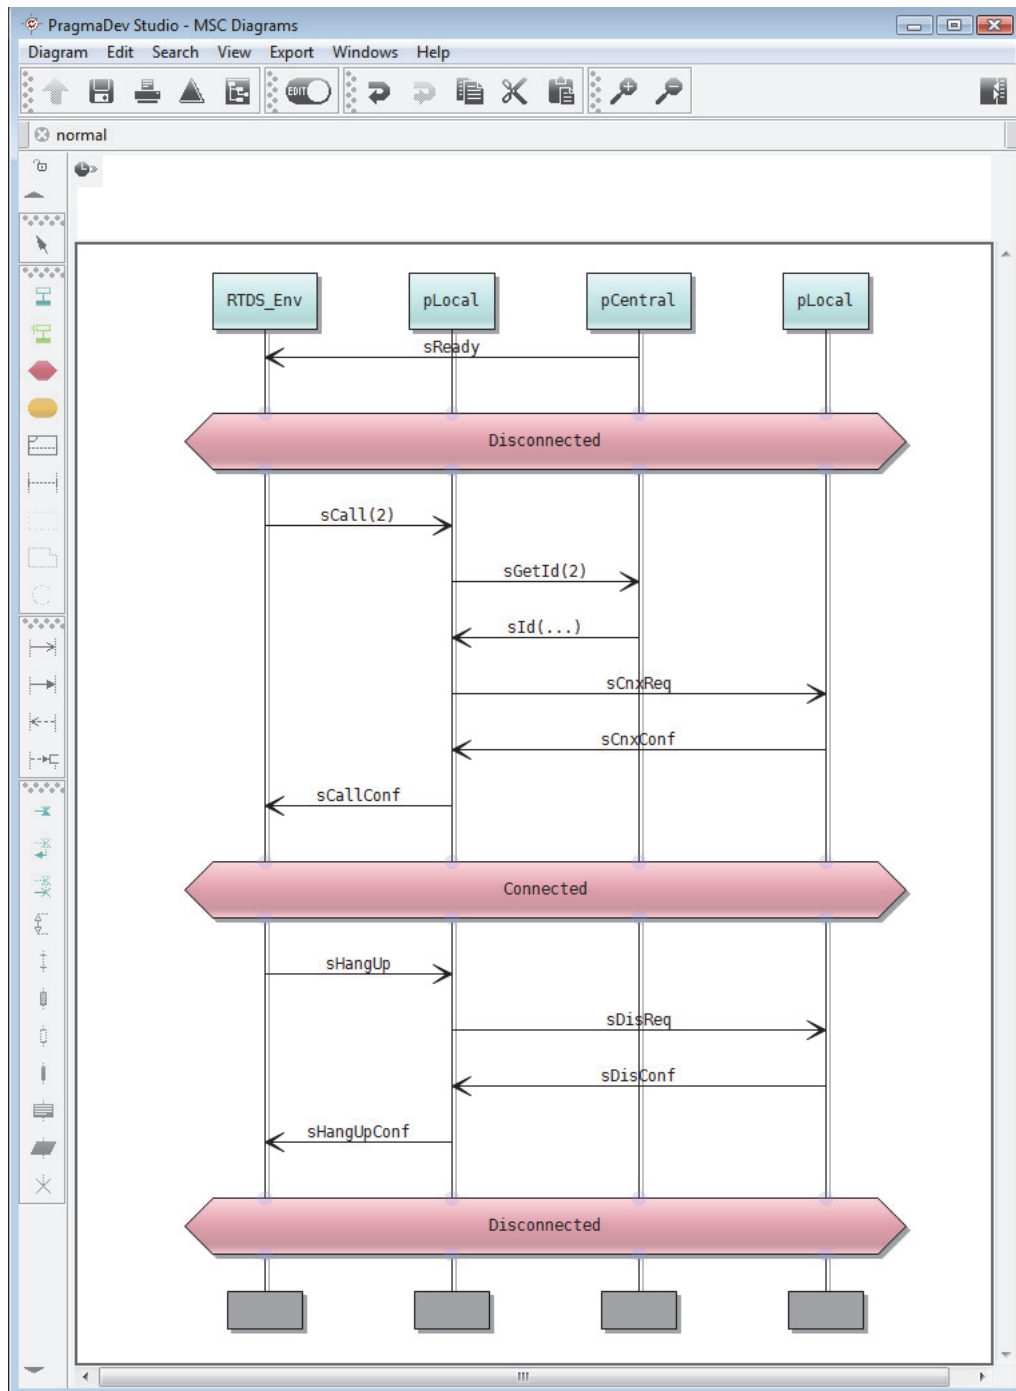 PragmaDev Studio - MSC Diagrams
Diagram Edit Search View Export Windows Help
EDIT
normal
RTDS_Env pLocal pCentral pLocal
sReady
Disconnected
sCall(2)
sGetId(2)
sId(...)
sCnxReq
sCnxConf
sCallConf
Connected
sHangUp
sDisReq
sDisConf
sHangUpConf
Disconnected